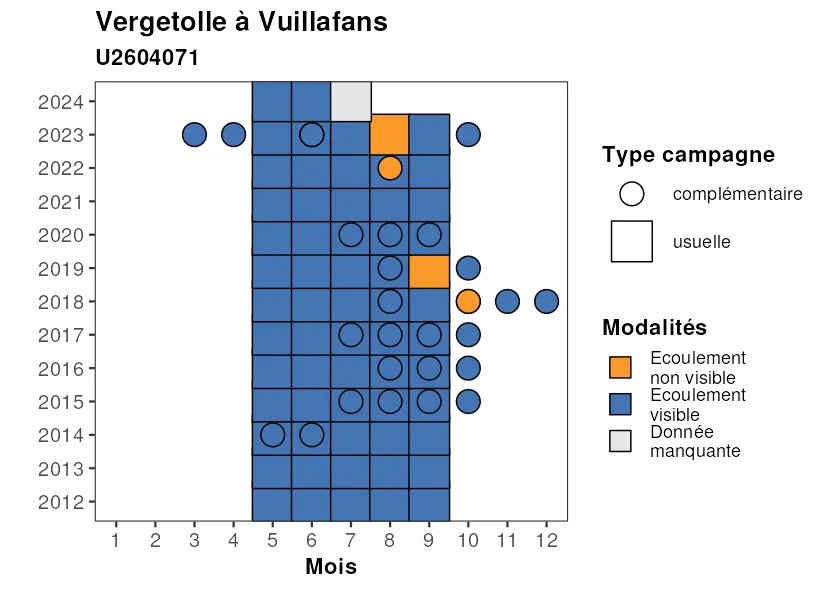 Vergetolle à Vuillafans
U2604071
2024
2023
2022
2021
2020
2019
2018
2017
2016
2015
2014
2013
2012
1 2 3 4 5 6 7 8 9 10 11 12
Mois
Type campagne
complémentaire
usuelle
Modalités
Ecoulement
non visible
Ecoulement
visible
Donnée
manquante